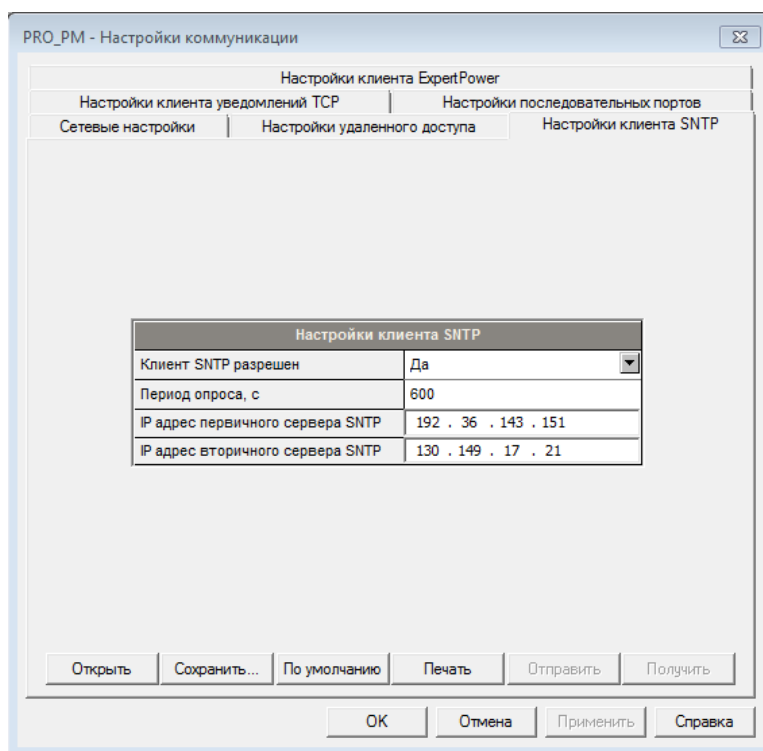 PRO_PM - Настройки коммуникации
Настройки клиента ExpertPower
Настройки клиента уведомлений TCP
Настройки последовательных портов
Сетевые настройки
Настройки удаленного доступа
Настройки клиента SNTP
Настройки клиента SNTP
Клиент SNTP разрешен Да
Период опроса, с 600
IP адрес первичного сервера SNTP 192 . 36 . 143 . 151
IP адрес вторичного сервера SNTP 130 . 149 . 17 . 21
Открыть Сохранить... По умолчанию Печать Отправить Получить
OK Отмена Применить Справка